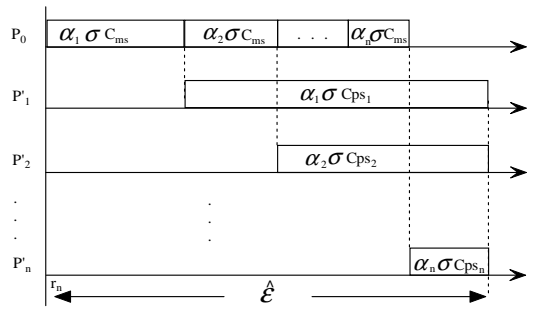 P₀ α₁ σ Cₘₛ α₂σCₘₛ . . . αₙσCₘₛ
P'₁ α₁ σ Cps₁
P'₂ α₂σ Cps₂
. .
. .
. .
P'ₙ αₙσCpsₙ
rₙ
ε̂